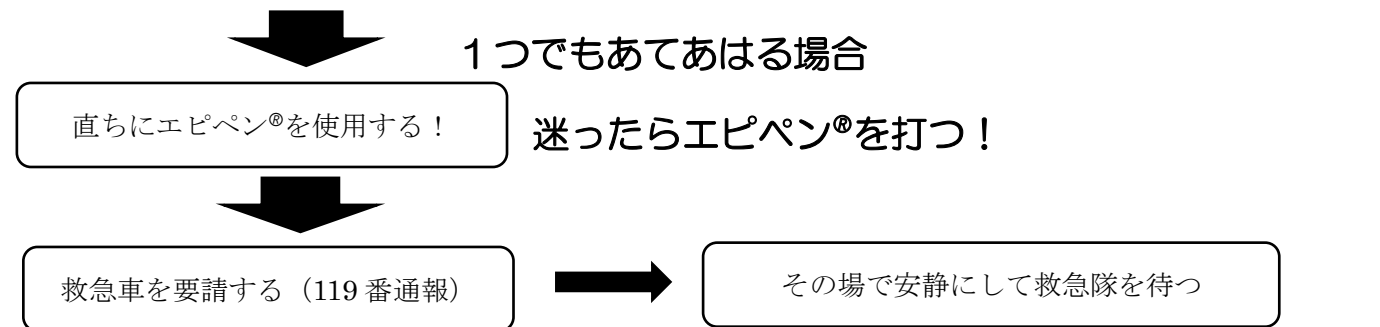 １つでもあてあはる場合
直ちにエピペン®を使用する！
迷ったらエピペン®を打つ！
救急車を要請する（119 番通報）
その場で安静にして救急隊を待つ